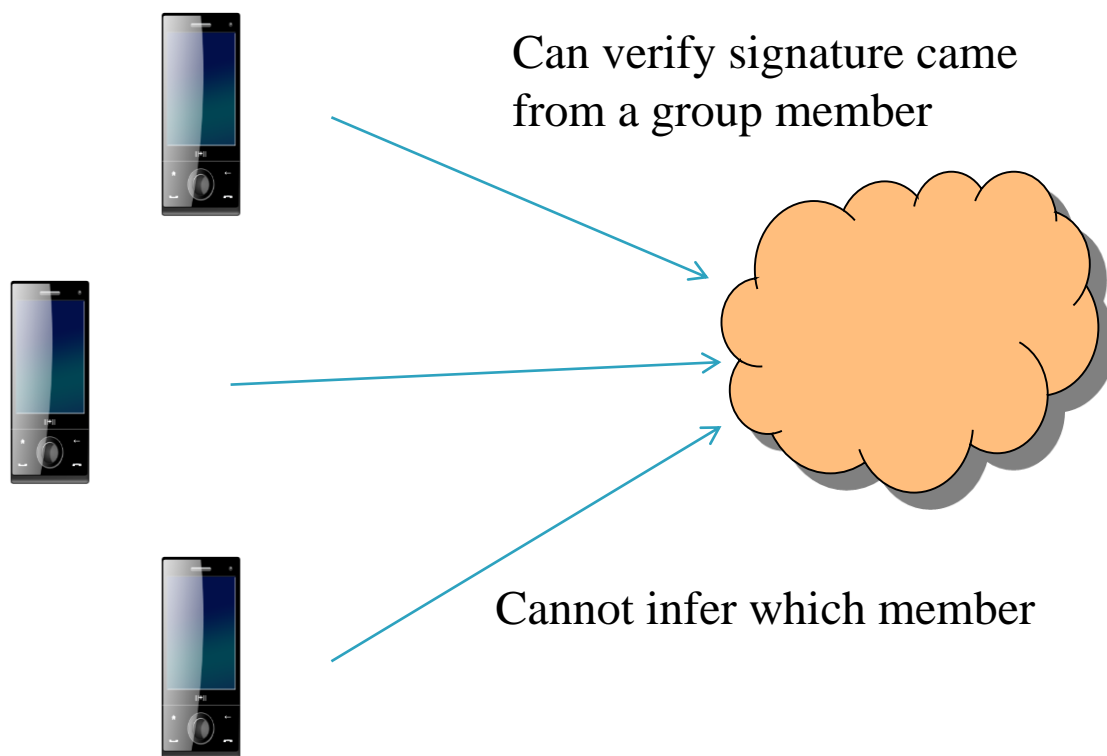 Can verify signature came
from a group member
Cannot infer which member